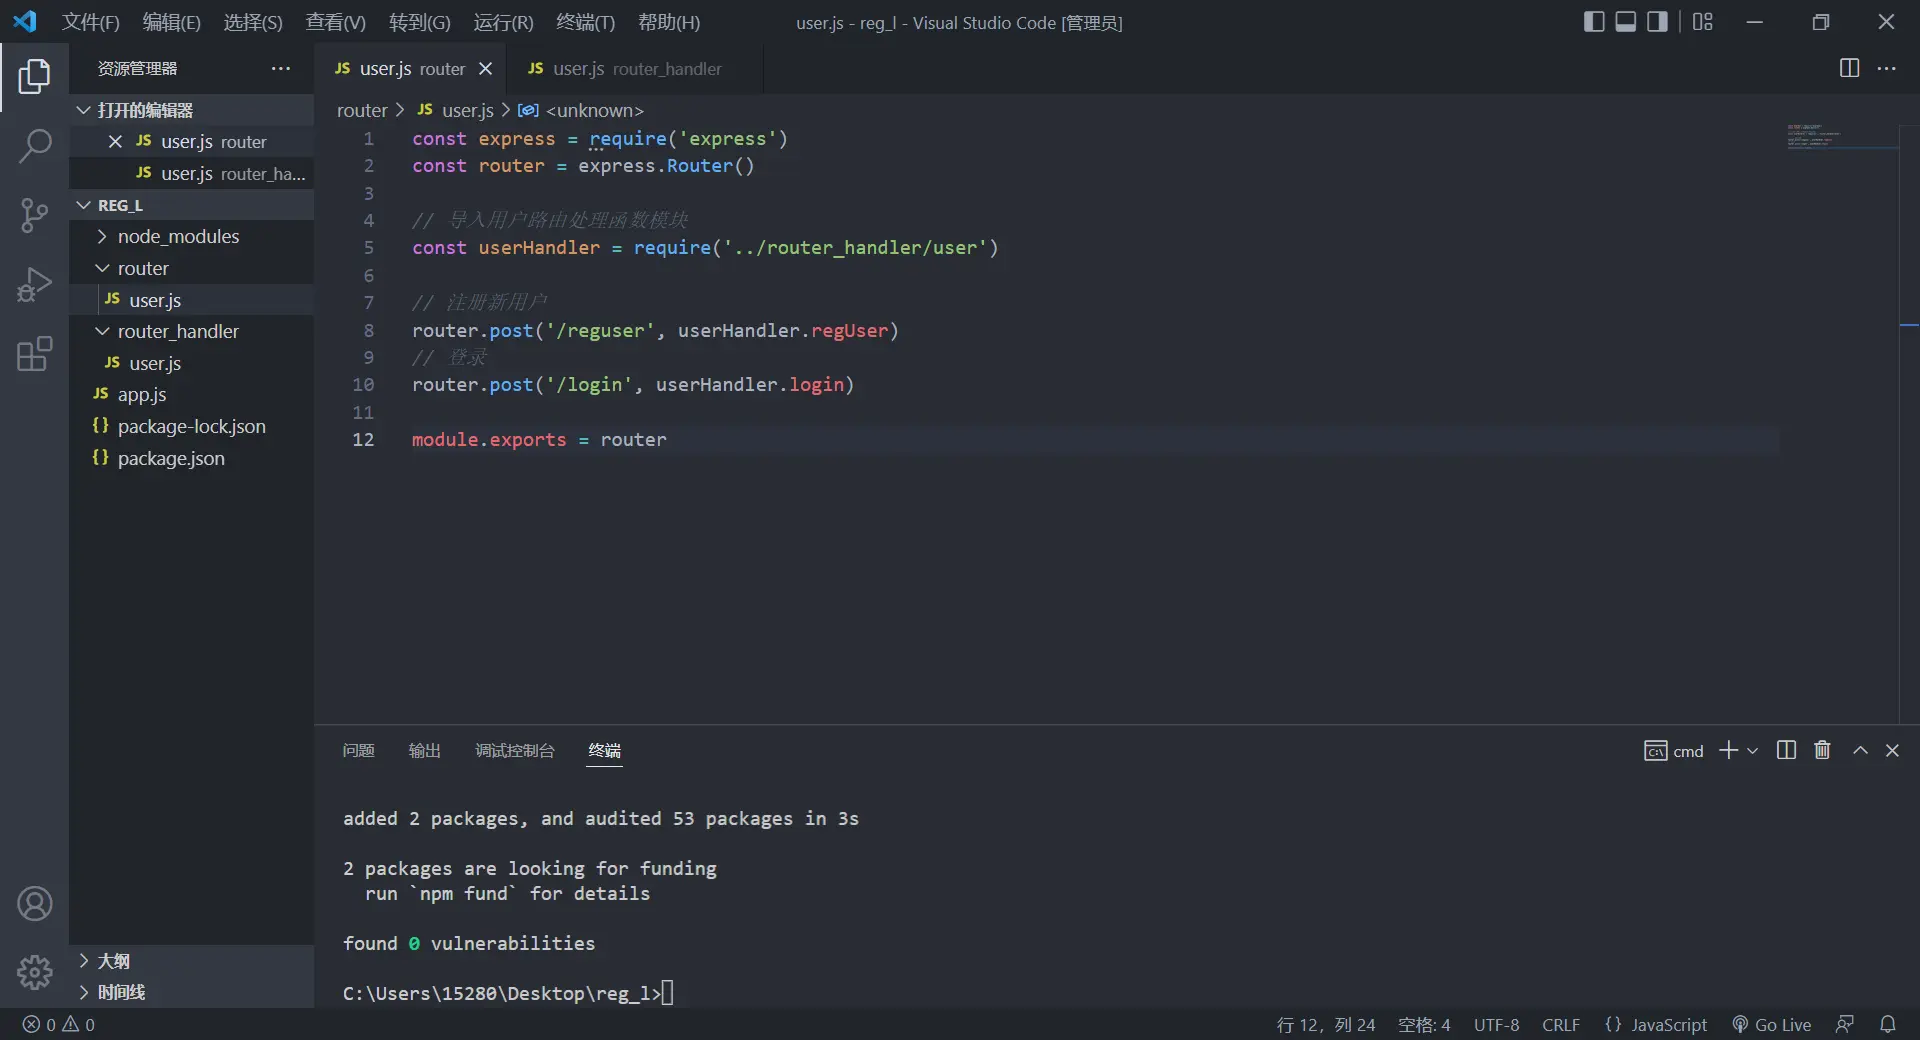 文件(F) 编辑(E) 选择(S) 查看(V) 转到(G) 运行(R) 终端(T) 帮助(H)
user.js - reg_l - Visual Studio Code [管理员]
资源管理器
打开的编辑器
JS user.js router
JS user.js router_ha...
REG_L
node_modules
router
JS user.js
router_handler
JS user.js
JS app.js
{} package-lock.json
{} package.json
大纲
时间线
JS user.js router
JS user.js router_handler
router > JS user.js > <unknown>
1 const express = require('express')
2 const router = express.Router()
3
4 // 导入用户路由处理函数模块
5 const userHandler = require('../router_handler/user')
6
7 // 注册新用户
8 router.post('/reguser', userHandler.regUser)
9 // 登录
10 router.post('/login', userHandler.login)
11
12 module.exports = router
问题 输出 调试控制台 终端
cmd
added 2 packages, and audited 53 packages in 3s
2 packages are looking for funding
run `npm fund` for details
found 0 vulnerabilities
C:\Users\15280\Desktop\reg_l>
0 0
行 12，列 24 空格: 4 UTF-8 CRLF {} JavaScript Go Live